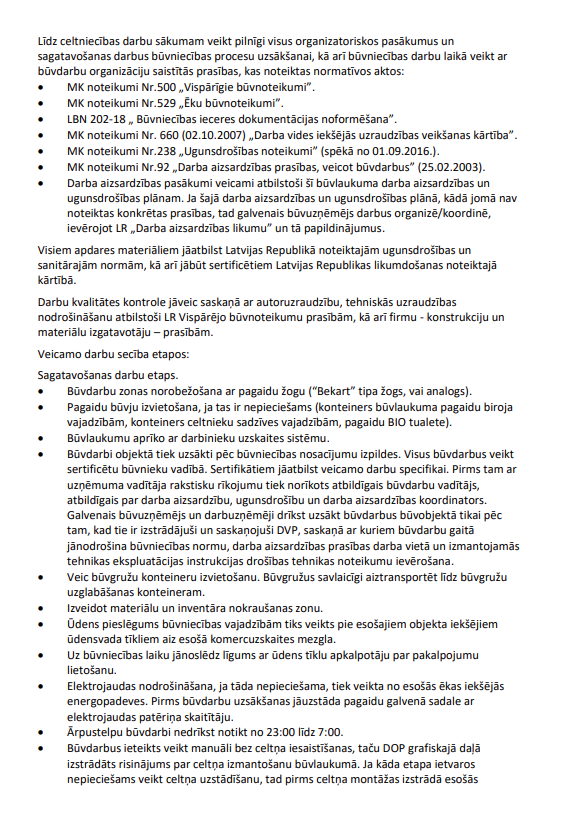 Līdz celtniecības darbu sākumam veikt pilnīgi visus organizatoriskos pasākumus un
sagatavošanas darbus būvniecības procesu uzsākšanai, kā arī būvniecības darbu laikā veikt ar
būvdarbu organizāciju saistītās prasības, kas noteiktas normatīvos aktos:
• MK noteikumi Nr.500 „Vispārīgie būvnoteikumi”.
• MK noteikumi Nr.529 „Ēku būvnoteikumi”.
• LBN 202-18 „ Būvniecības ieceres dokumentācijas noformēšana”.
• MK noteikumi Nr. 660 (02.10.2007) „Darba vides iekšējās uzraudzības veikšanas kārtība”.
• MK noteikumi Nr.238 „Ugunsdrošības noteikumi” (spēkā no 01.09.2016.).
• MK noteikumi Nr.92 „Darba aizsardzības prasības, veicot būvdarbus” (25.02.2003).
• Darba aizsardzības pasākumi veicami atbilstoši šī būvlaukuma darba aizsardzības un
ugunsdrošības plānam. Ja šajā darba aizsardzības un ugunsdrošības plānā, kādā jomā nav
noteiktas konkrētas prasības, tad galvenais būvuzņēmējs darbus organizē/koordinē,
ievērojot LR „Darba aizsardzības likumu” un tā papildinājumus.
Visiem apdares materiāliem jāatbilst Latvijas Republikā noteiktajām ugunsdrošības un
sanitārajām normām, kā arī jābūt sertificētiem Latvijas Republikas likumdošanas noteiktajā
kārtībā.
Darbu kvalitātes kontrole jāveic saskaņā ar autoruzraudzību, tehniskās uzraudzības
nodrošināšanu atbilstoši LR Vispārējo būvnoteikumu prasībām, kā arī firmu - konstrukciju un
materiālu izgatavotāju – prasībām.
Veicamo darbu secība etapos:
Sagatavošanas darbu etaps.
• Būvdarbu zonas norobežošana ar pagaidu žogu (“Bekart” tipa žogs, vai analogs).
• Pagaidu būvju izvietošana, ja tas ir nepieciešams (konteiners būvlaukuma pagaidu biroja
vajadzībām, konteiners celtnieku sadzīves vajadzībām, pagaidu BIO tualete).
• Būvlaukumu aprīko ar darbinieku uzskaites sistēmu.
• Būvdarbi objektā tiek uzsākti pēc būvniecības nosacījumu izpildes. Visus būvdarbus veikt
sertificētu būvnieku vadībā. Sertifikātiem jāatbilst veicamo darbu specifikai. Pirms tam ar
uzņēmuma vadītāja rakstisku rīkojumu tiek norīkots atbildīgais būvdarbu vadītājs,
atbildīgais par darba aizsardzību, ugunsdrošību un darba aizsardzības koordinators.
Galvenais būvuzņēmējs un darbuzņēmēji drīkst uzsākt būvdarbus būvobjektā tikai pēc
tam, kad tie ir izstrādājuši un saskaņojuši DVP, saskaņā ar kuriem būvdarbu gaitā
jānodrošina būvniecības normu, darba aizsardzības prasības darba vietā un izmantojamās
tehnikas ekspluatācijas instrukcijas drošības tehnikas noteikumu ievērošana.
• Veic būvgružu konteineru izvietošanu. Būvgružus savlaicīgi aiztransportēt līdz būvgružu
uzglabāšanas konteineram.
• Izveidot materiālu un inventāra nokraušanas zonu.
• Ūdens pieslēgums būvniecības vajadzībām tiks veikts pie esošajiem objekta iekšējiem
ūdensvada tīkliem aiz esošā komercuzskaites mezgla.
• Uz būvniecības laiku jānoslēdz līgums ar ūdens tīklu apkalpotāju par pakalpojumu
lietošanu.
• Elektrojaudas nodrošināšana, ja tāda nepieciešama, tiek veikta no esošās ēkas iekšējās
energopadeves. Pirms būvdarbu uzsākšanas jāuzstāda pagaidu galvenā sadale ar
elektrojaudas patēriņa skaitītāju.
• Ārpustelpu būvdarbi nedrīkst notikt no 23:00 līdz 7:00.
• Būvdarbus ieteikts veikt manuāli bez celtņa iesaistīšanas, taču DOP grafiskajā daļā
izstrādāts risinājums par celtņa izmantošanu būvlaukumā. Ja kāda etapa ietvaros
nepieciešams veikt celtņa uzstādīšanu, tad pirms celtņa montāžas izstrādā esošās